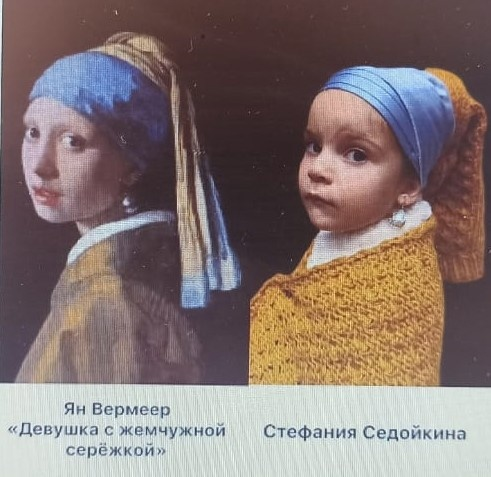 Ян Вермеер
«Девушка с жемчужной
серёжкой»
Стефания Седойкина